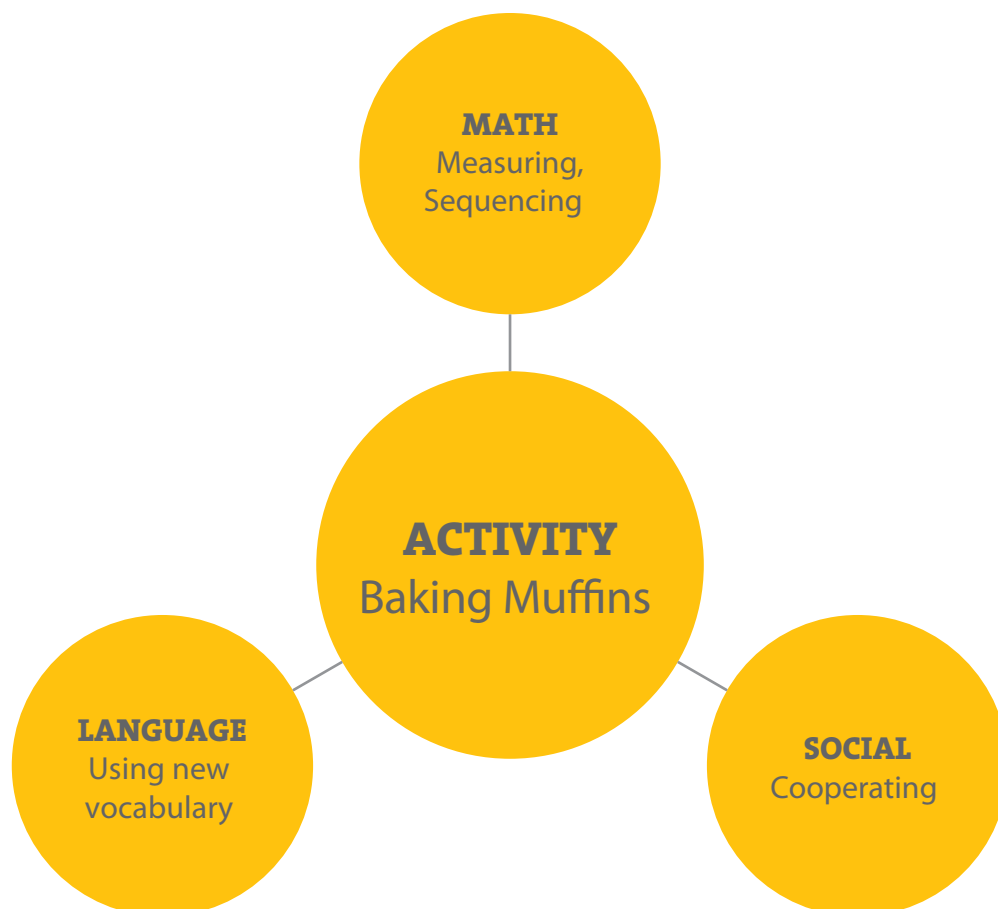 MATH
Measuring,
Sequencing
ACTIVITY
Baking Muffins
LANGUAGE
Using new
vocabulary
SOCIAL
Cooperating